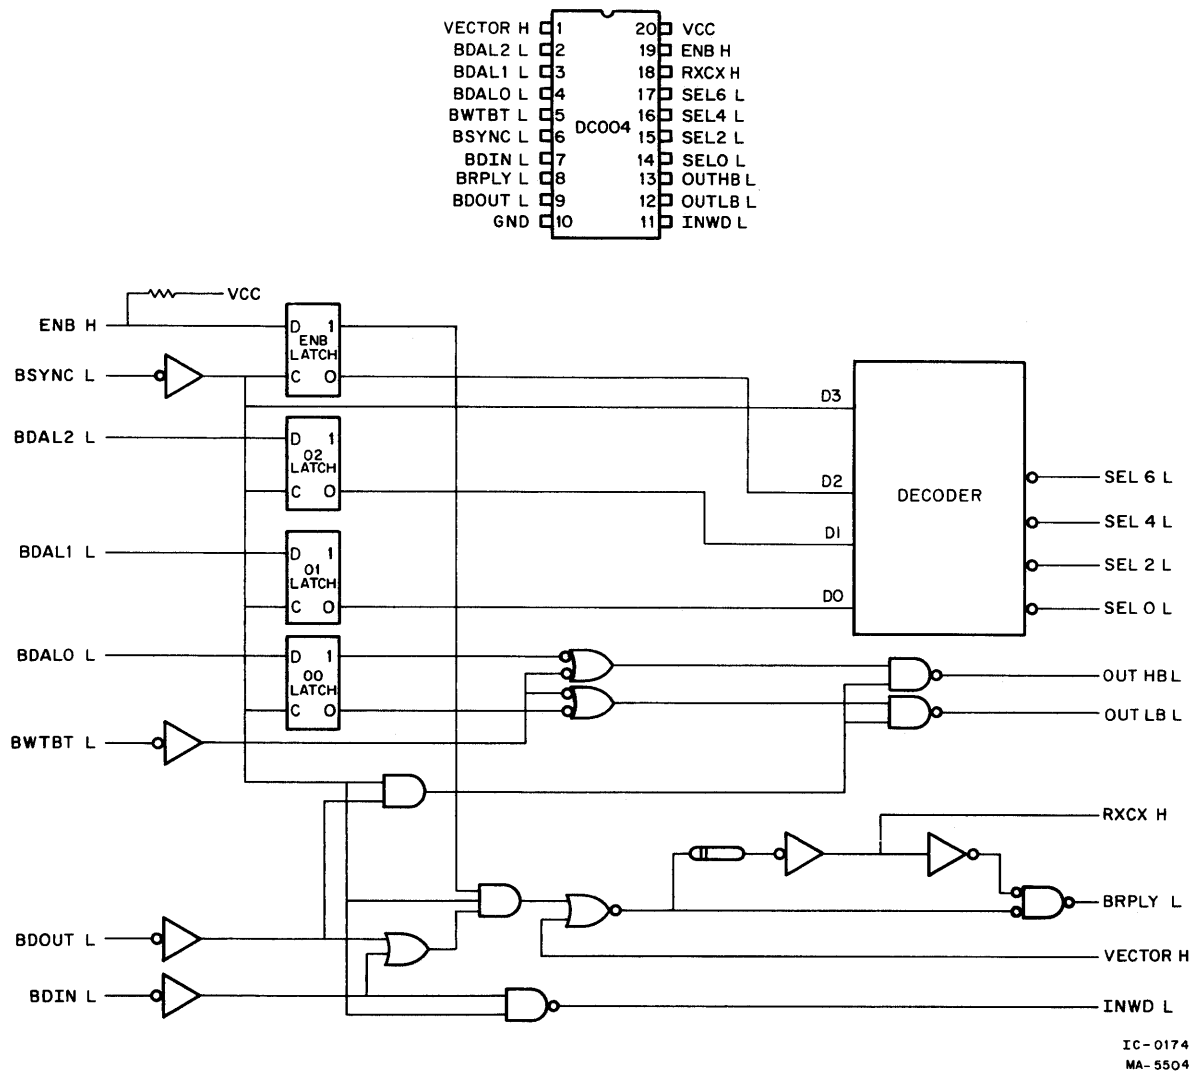 VECTOR H 1 20 VCC
BDAL2 L 2 19 ENB H
BDAL1 L 3 18 RXCX H
BDAL0 L 4 17 SEL6 L
BWTBT L 5 16 SEL4 L
DC004
BSYNC L 6 15 SEL2 L
BDIN L 7 14 SEL0 L
BRPLY L 8 13 OUTHB L
BDOUT L 9 12 OUTLB L
GND 10 11 INWD L
VCC
ENB H
D 1
ENB
LATCH
BSYNC L
C 0
D3
BDAL2 L
D 1
02
LATCH
C 0
D2
DECODER
SEL 6 L
SEL 4 L
D1
BDAL1 L
D 1
01
LATCH
SEL 2 L
C 0
D0
SEL 0 L
BDAL0 L
D 1
00
LATCH
C 0
OUT HB L
OUT LB L
BWTBT L
RXCX H
BRPLY L
BDOUT L
VECTOR H
BDIN L
INWD L
IC-0174
MA-5504